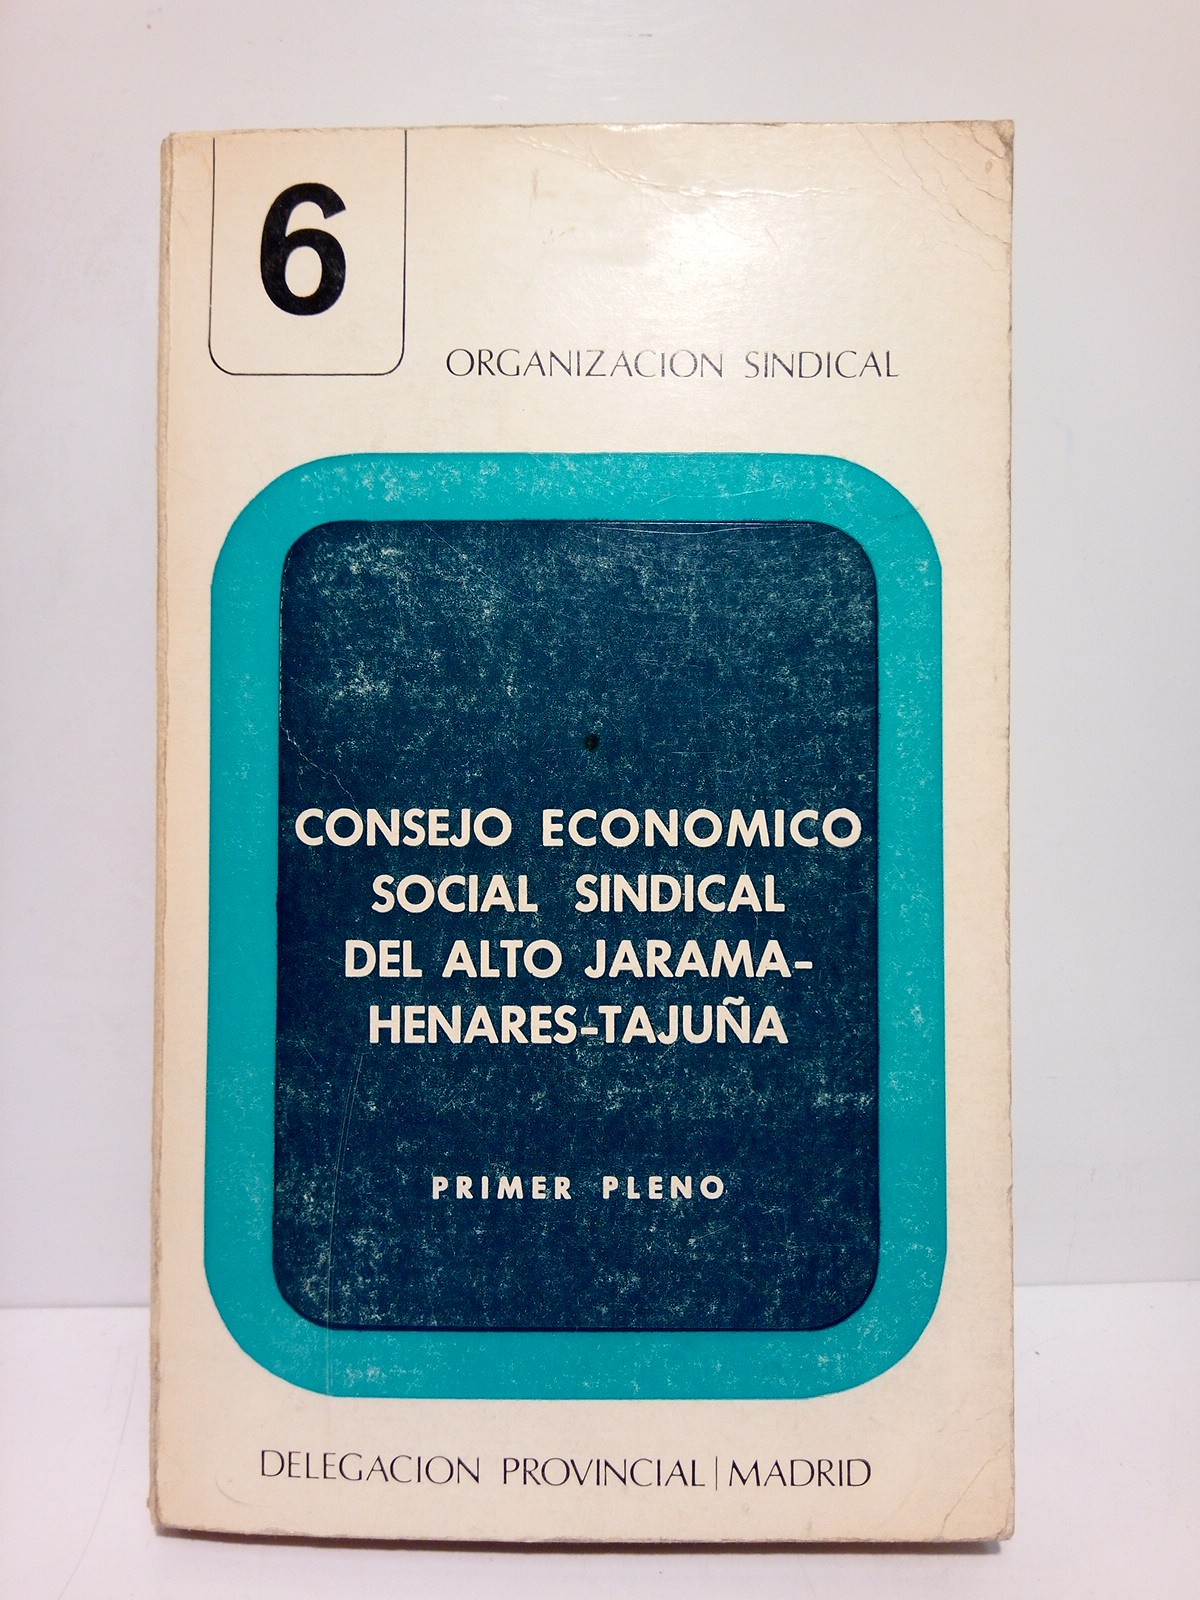 6
ORGANIZACION SINDICAL
CONSEJO ECONOMICO
SOCIAL SINDICAL
DEL ALTO JARAMA-
HENARES-TAJUÑA
PRIMER PLENO
DELEGACION PROVINCIAL | MADRID